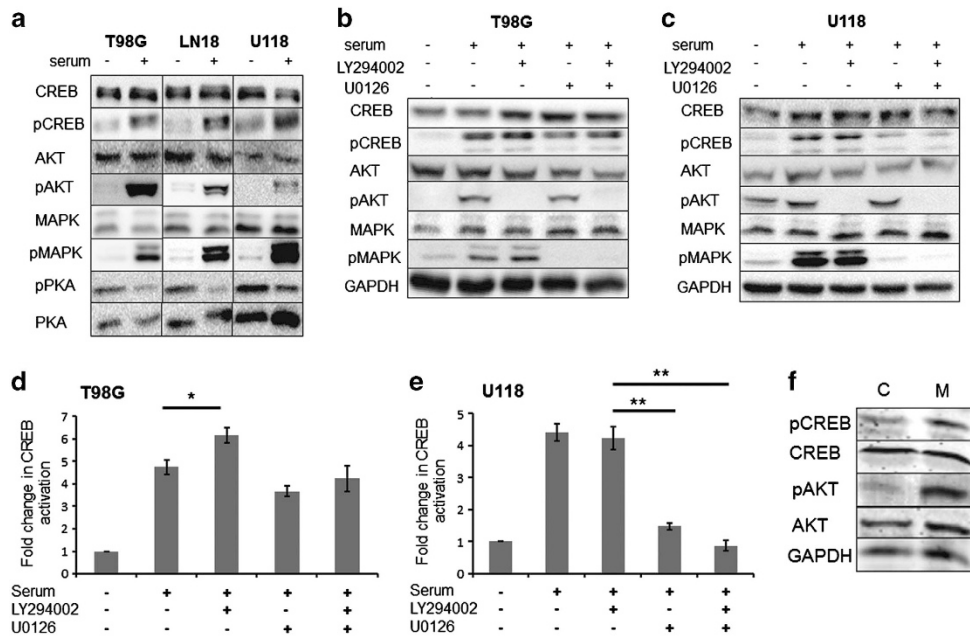 a
T98G LN18 U118
serum - + - + - +
CREB
pCREB
AKT
pAKT
MAPK
pMAPK
pPKA
PKA
b
T98G
serum - + + + +
LY294002 + +
U0126 + +
CREB
pCREB
AKT
pAKT
MAPK
pMAPK
GAPDH
c
U118
serum - + + + +
LY294002 + +
U0126 + +
CREB
pCREB
AKT
pAKT
MAPK
pMAPK
GAPDH
d
T98G
Fold change in CREB
activation
7
6
5
4
3
2
1
0
*
Serum - + + + +
LY294002 + +
U0126 + +
e
U118
Fold change in CREB
activation
5
4
3
2
1
0
**
**
Serum - + + + +
LY294002 + +
U0126 + +
f
C M
pCREB
CREB
pAKT
AKT
GAPDH